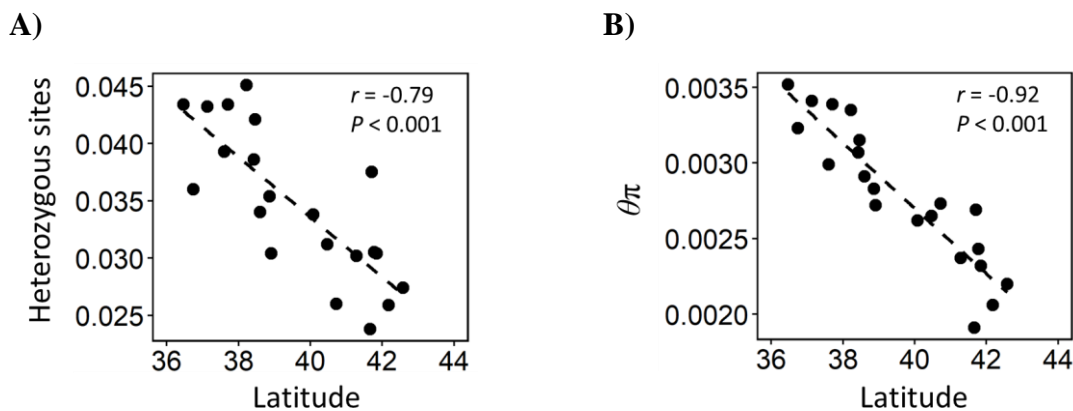 A)
Heterozygous sites
0.045
0.040
0.035
0.030
0.025
r = -0.79
P < 0.001
36 38 40 42 44
Latitude
B)
θπ
0.0035
0.0030
0.0025
0.0020
r = -0.92
P < 0.001
36 38 40 42 44
Latitude